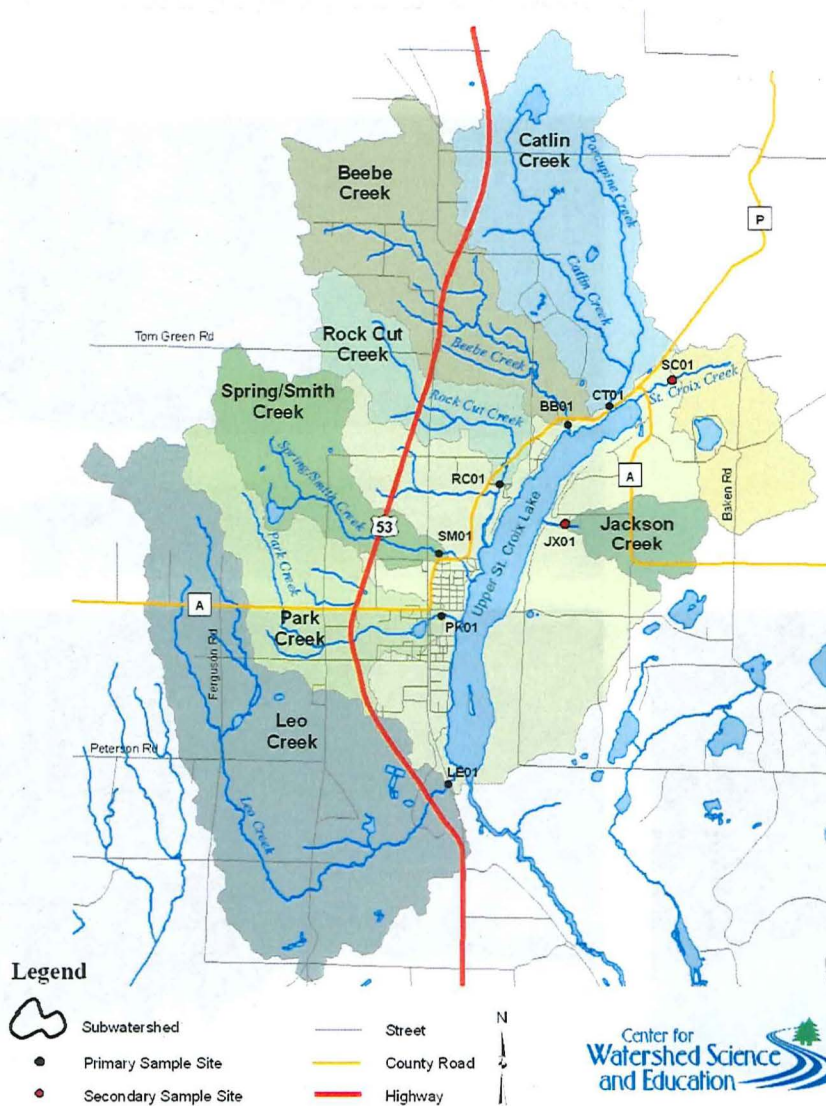 Catlin
Creek
Porcupine Creek
Beebe
Creek
P
Catlin Creek
Tom Green Rd
Rock Cut
Creek
Beebe Creek
SC01
St. Croix Creek
Spring/Smith
Creek
CT01
BB01
Rock Cut Creek
Spring/Smith Creek
RC01
A
Baken Rd
Upper St. Croix Lake
53
Jackson
Creek
JX01
SM01
Park Creek
A
Park
Creek
PK01
Ferguson Rd
Leo
Creek
Peterson Rd
LE01
Leo Creek
Legend
Subwatershed
Primary Sample Site
Secondary Sample Site
Street
County Road
Highway
N
Center for
Watershed Science
and Education